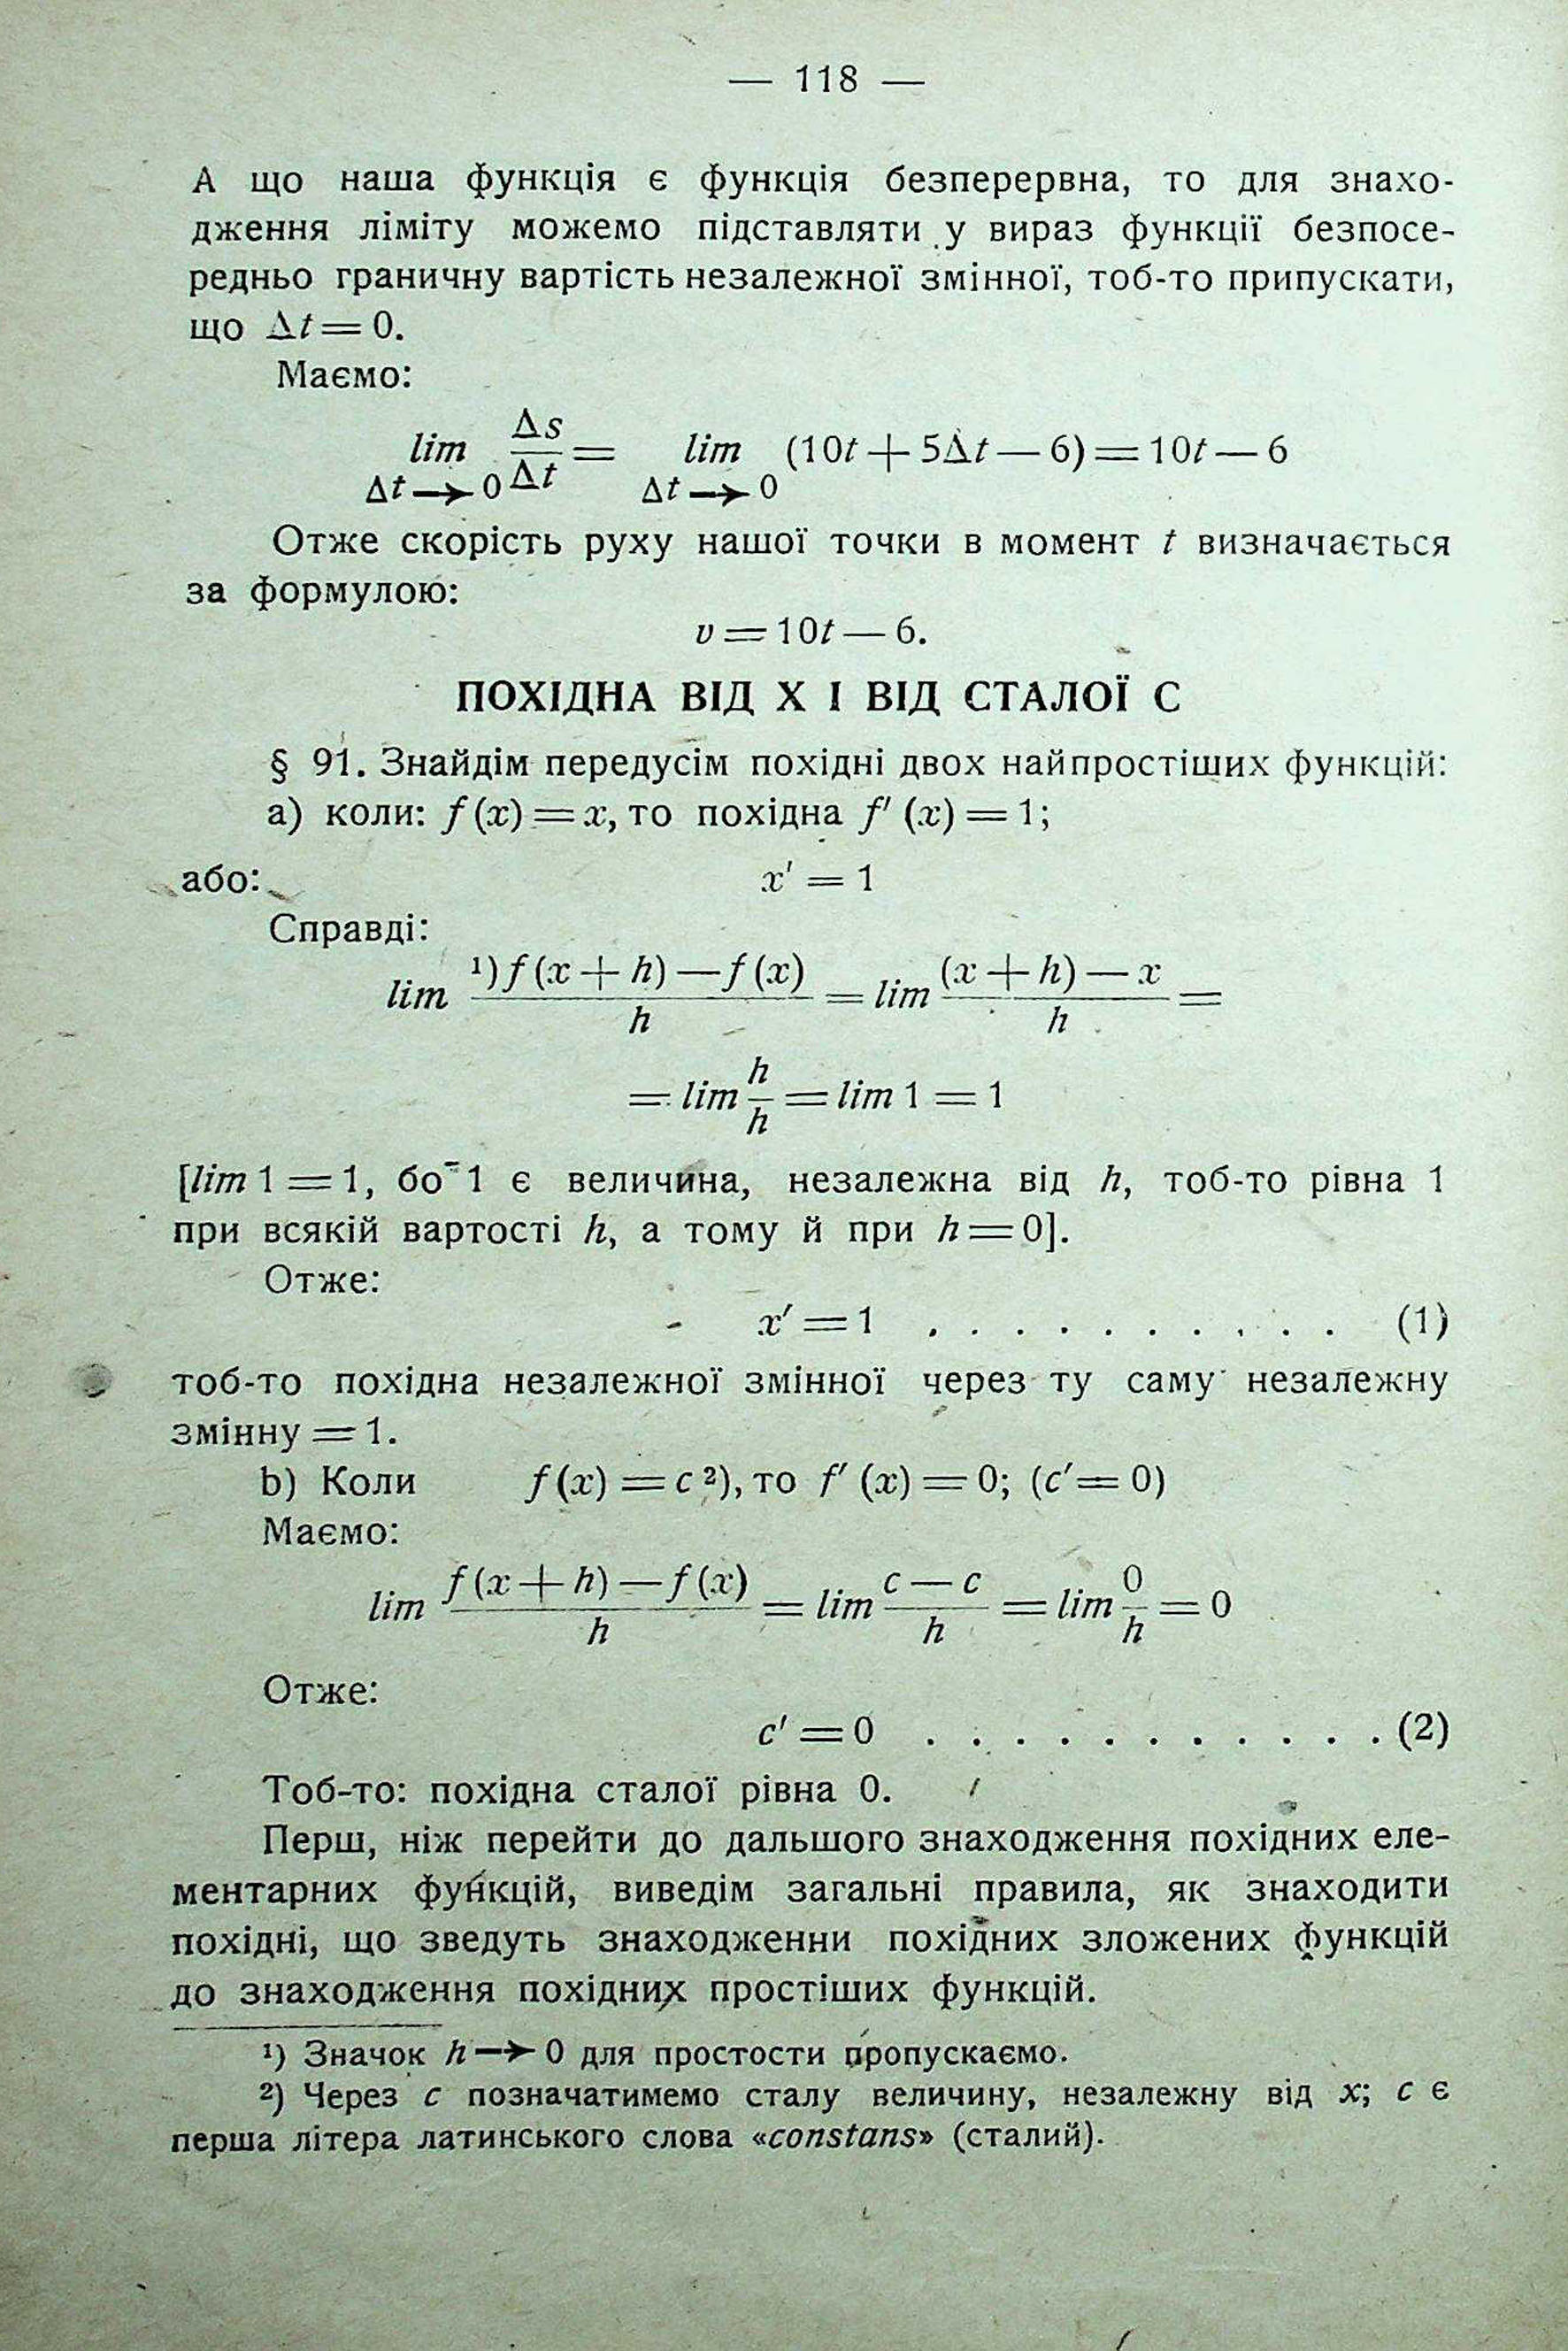 — 118 —
А що наша функція є функція безперервна, то для знахо-
дження ліміту можемо підставляти у вираз функції безпосе-
редньо граничну вартість незалежної змінної, тоб-то припускати,
що Δt = 0.
Маємо:
lim Δs/Δt = lim (10t + 5Δt — 6) = 10t — 6
Δt → 0 Δt → 0
Отже скорість руху нашої точки в момент t визначається
за формулою:
v = 10t — 6.
ПОХІДНА ВІД X І ВІД СТАЛОЇ С
§ 91. Знайдім передусім похідні двох найпростіших функцій:
а) коли: f (x) = x, то похідна f′ (x) = 1;
або: x′ = 1
Справді:
lim ¹) f (x + h) — f (x) / h = lim (x + h) — x / h =
= lim h/h = lim 1 = 1
[lim 1 = 1, бо 1 є величина, незалежна від h, тоб-то рівна 1
при всякій вартості h, а тому й при h = 0].
Отже:
x′ = 1 . . . . . . . . . . (1)
тоб-то похідна незалежної змінної через ту саму незалежну
змінну = 1.
b) Коли f (x) = c ²), то f′ (x) = 0; (c′ = 0)
Маємо:
lim f (x + h) — f (x) / h = lim c — c / h = lim 0/h = 0
Отже:
c′ = 0 . . . . . . . . . . . (2)
Тоб-то: похідна сталої рівна 0.
Перш, ніж перейти до дальшого знаходження похідних еле-
ментарних функцій, виведім загальні правила, як знаходити
похідні, що зведуть знаходженни похідних зложених функцій
до знаходження похідних простіших функцій.
¹) Значок h → 0 для простости пропускаємо.
²) Через c позначатимемо сталу величину, незалежну від x; c є
перша літера латинського слова «constans» (сталий).